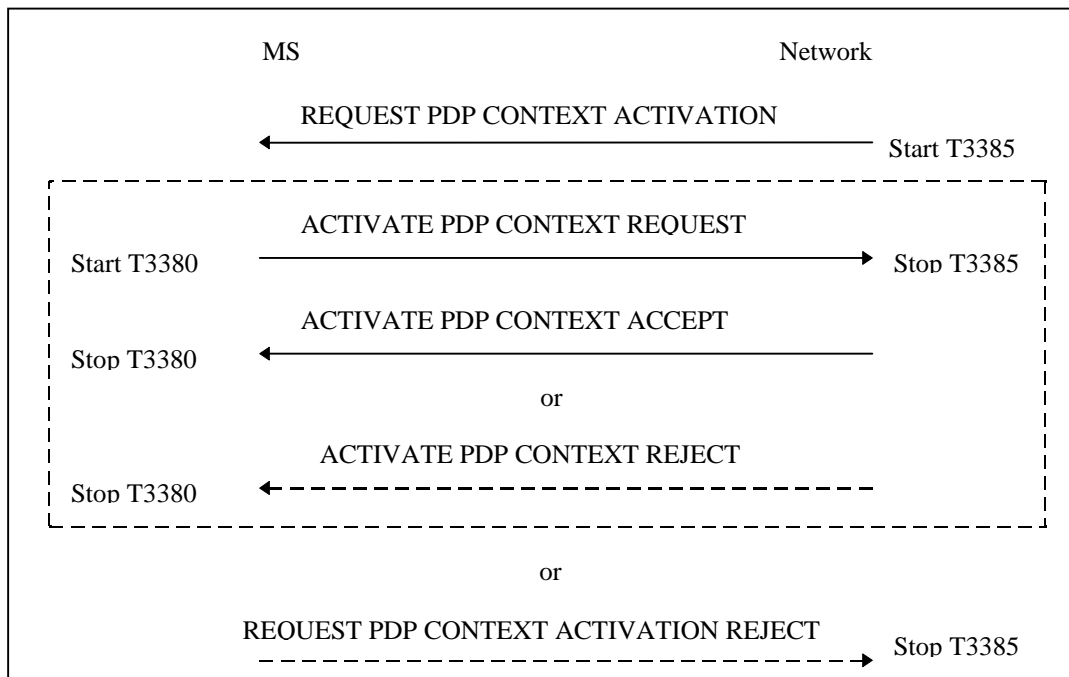 MS Network
REQUEST PDP CONTEXT ACTIVATION
Start T3385
ACTIVATE PDP CONTEXT REQUEST
Start T3380 Stop T3385
ACTIVATE PDP CONTEXT ACCEPT
Stop T3380
or
ACTIVATE PDP CONTEXT REJECT
Stop T3380
or
REQUEST PDP CONTEXT ACTIVATION REJECT
Stop T3385